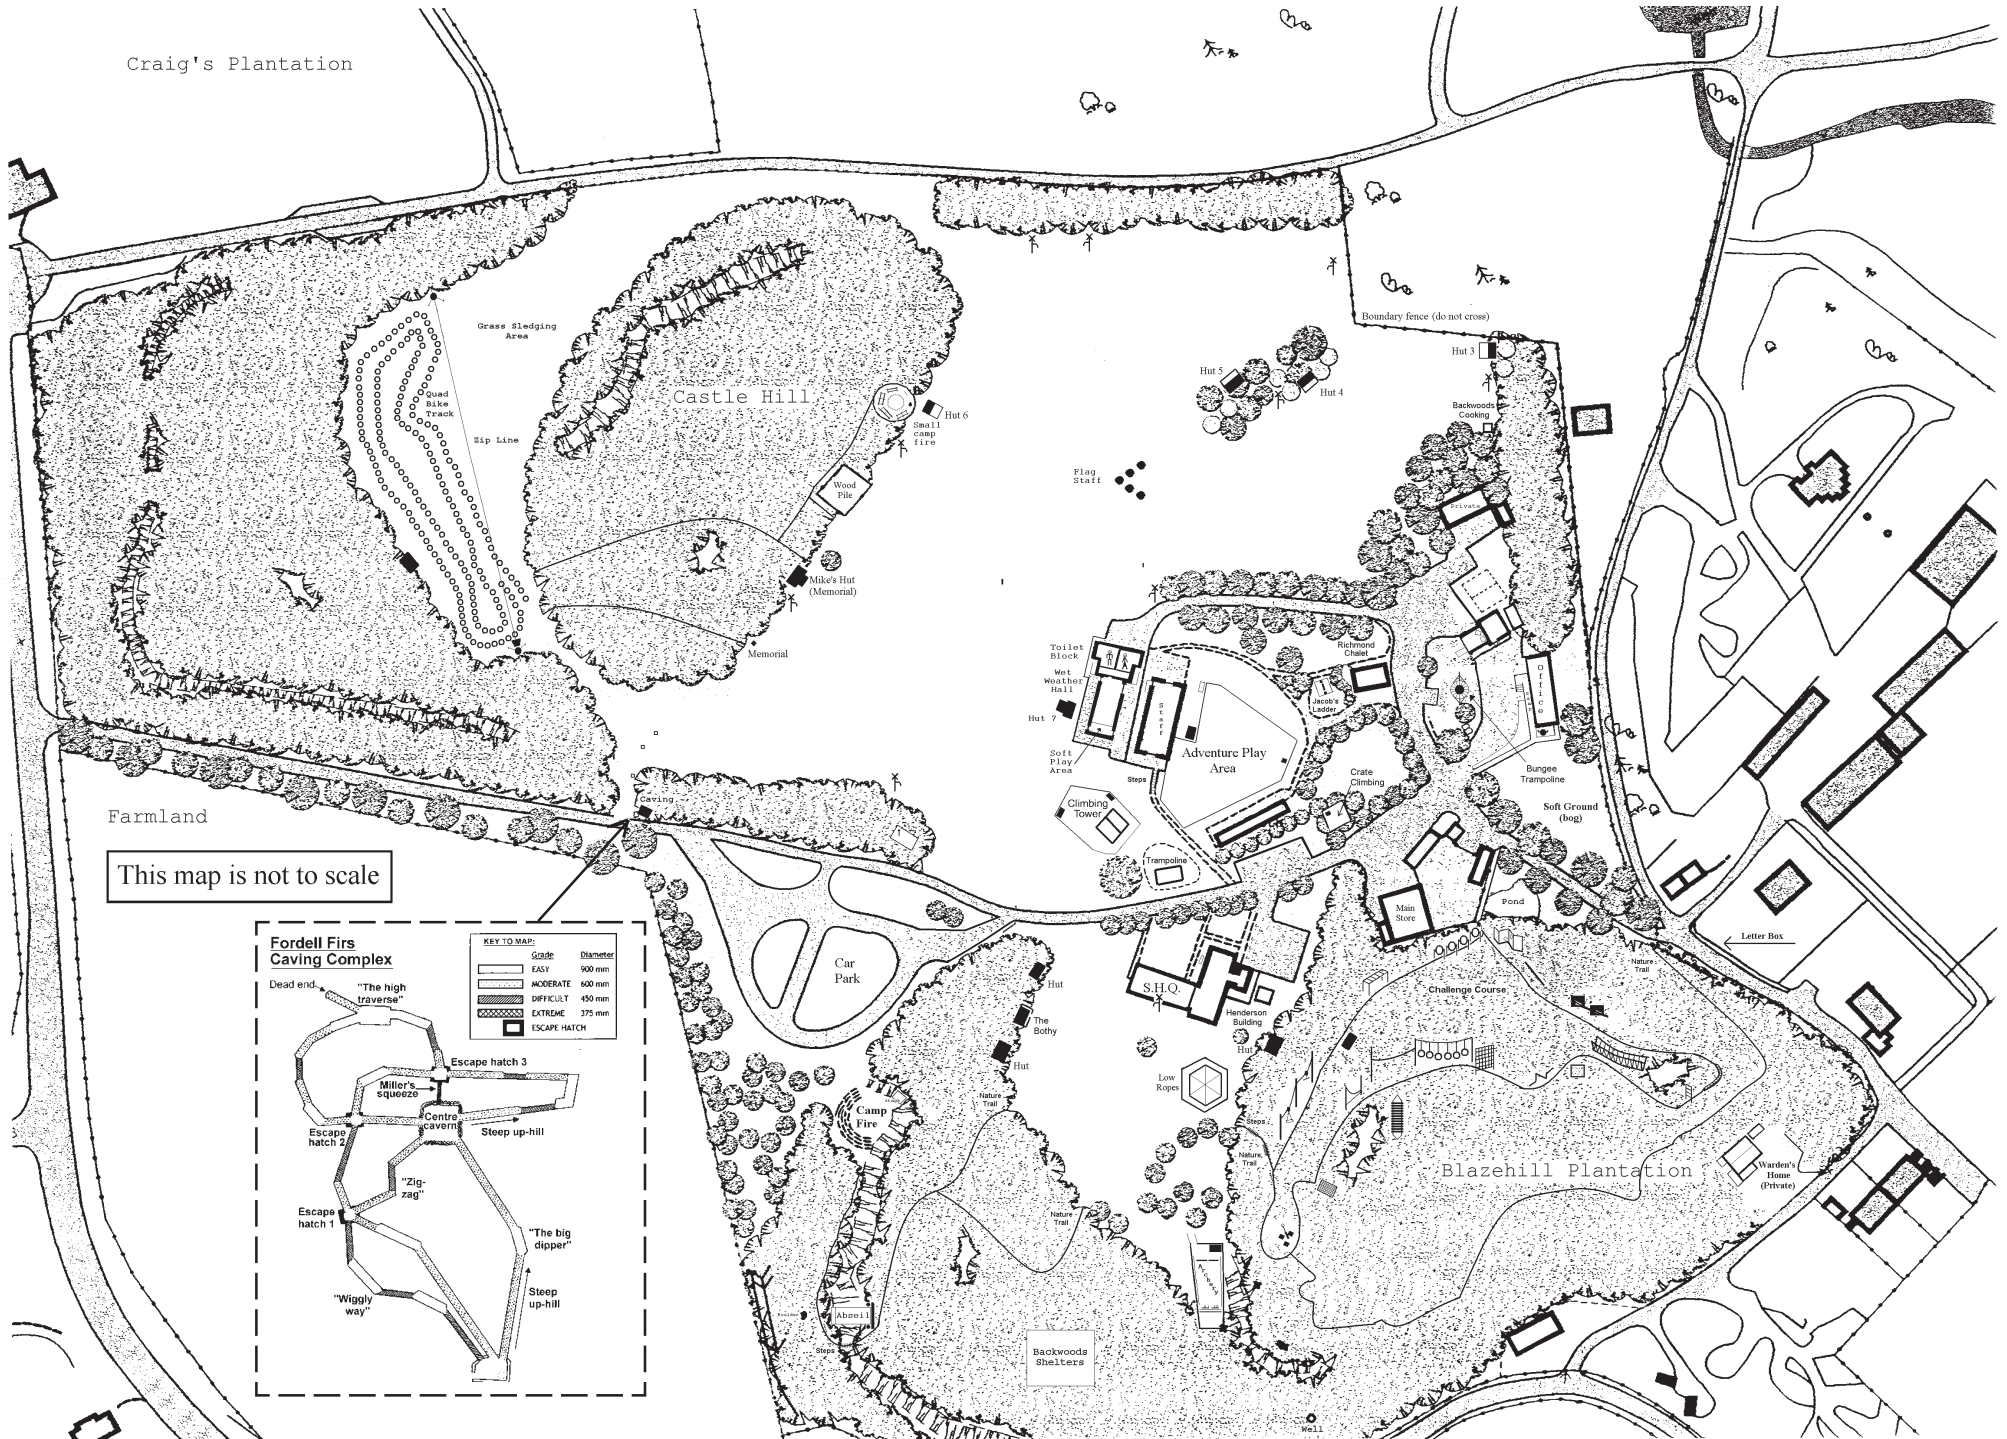 Craig's Plantation
Boundary fence (do not cross)
Grass Sledging
Area
Hut 3
Hut 5
Hut 4
Quad
Bike
Track
Castle Hill
Hut 6
Small
camp
fire
Backwoods
Cooking
Zip Line
Flag
Staff
Wood
Pile
Private
Mike's Hut
(Memorial)
Memorial
Toilet
Block
Wet
Weather
Hall
Hut 7
Soft
Play
Area
Staff
Richmond
Chalet
Jacob's
Ladder
Office
Adventure Play
Area
Steps
Crate
Climbing
Bungee
Trampoline
Soft Ground
(bog)
Caving
Climbing
Tower
Trampoline
Farmland
This map is not to scale
Main
Store
Pond
Letter Box
Nature
Trail
Car
Park
S.H.Q.
Henderson
Building
Challenge Course
Hut
The
Bothy
Hut
Hut
Low
Ropes
Nature
Trail
Camp
Fire
Steps
Nature
Trail
Blazehill Plantation
Warden's
Home
(Private)
Nature
Trail
Archery
Abseil
Steps
Backwoods
Shelters
Well
Fordell Firs
Caving Complex
KEY TO MAP:
Grade Diameter
EASY 900 mm
MODERATE 600 mm
DIFFICULT 450 mm
EXTREME 375 mm
ESCAPE HATCH
Dead end
"The high
traverse"
Escape hatch 3
Miller's
squeeze
Centre
cavern
Escape
hatch 2
Steep up-hill
"Zig-
zag"
Escape
hatch 1
"The big
dipper"
"Wiggly
way"
Steep
up-hill